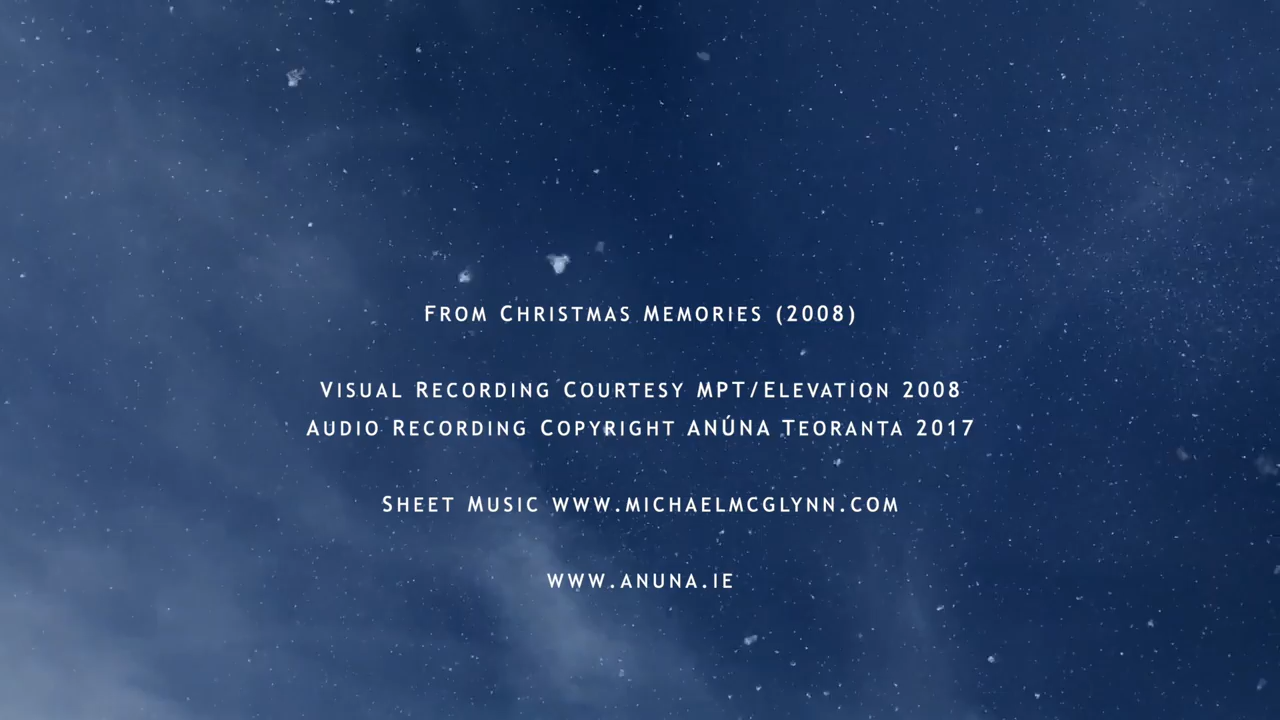 From Christmas Memories (2008)
Visual Recording Courtesy MPT/Elevation 2008
Audio Recording Copyright ANÚNA Teoranta 2017
Sheet Music www.michaelmcglynn.com
www.anuna.ie